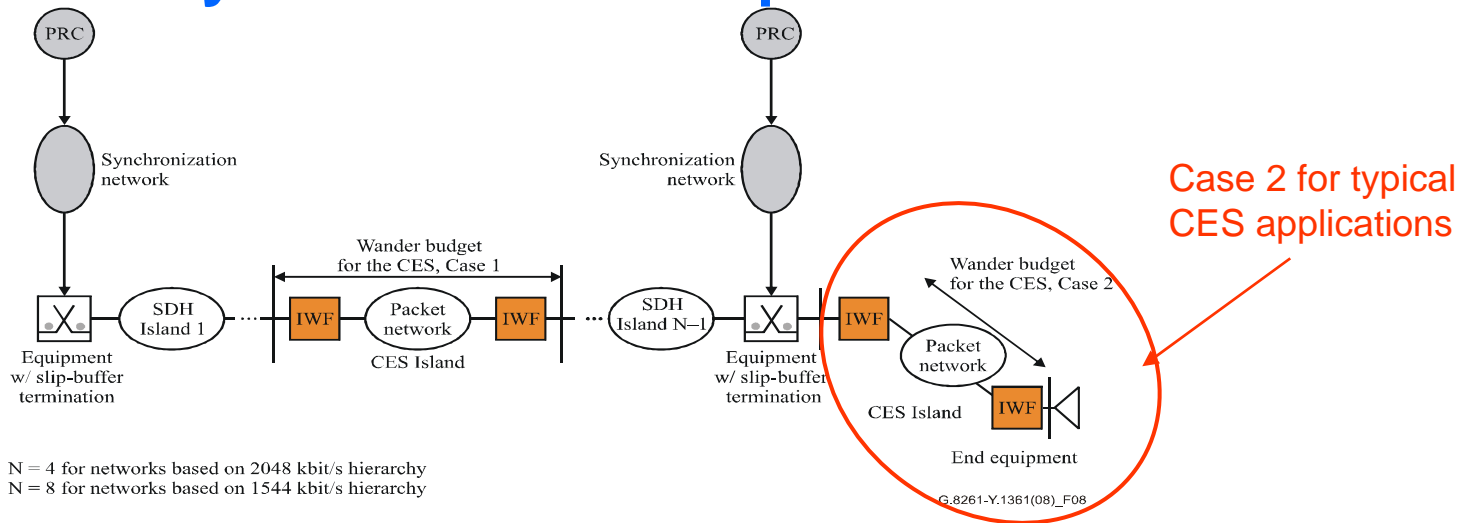 PRC
PRC
Synchronization
network
Synchronization
network
Case 2 for typical
CES applications
Wander budget
for the CES, Case 1
Wander budget
for the CES, Case 2
SDH
Island 1
...
IWF
Packet
network
IWF
CES Island
...
SDH
Island N–1
IWF
Packet
network
IWF
CES Island
Equipment
w/ slip-buffer
termination
Equipment
w/ slip-buffer
termination
End equipment
N = 4 for networks based on 2048 kbit/s hierarchy
N = 8 for networks based on 1544 kbit/s hierarchy
G.8261-Y.1361(08)_F08